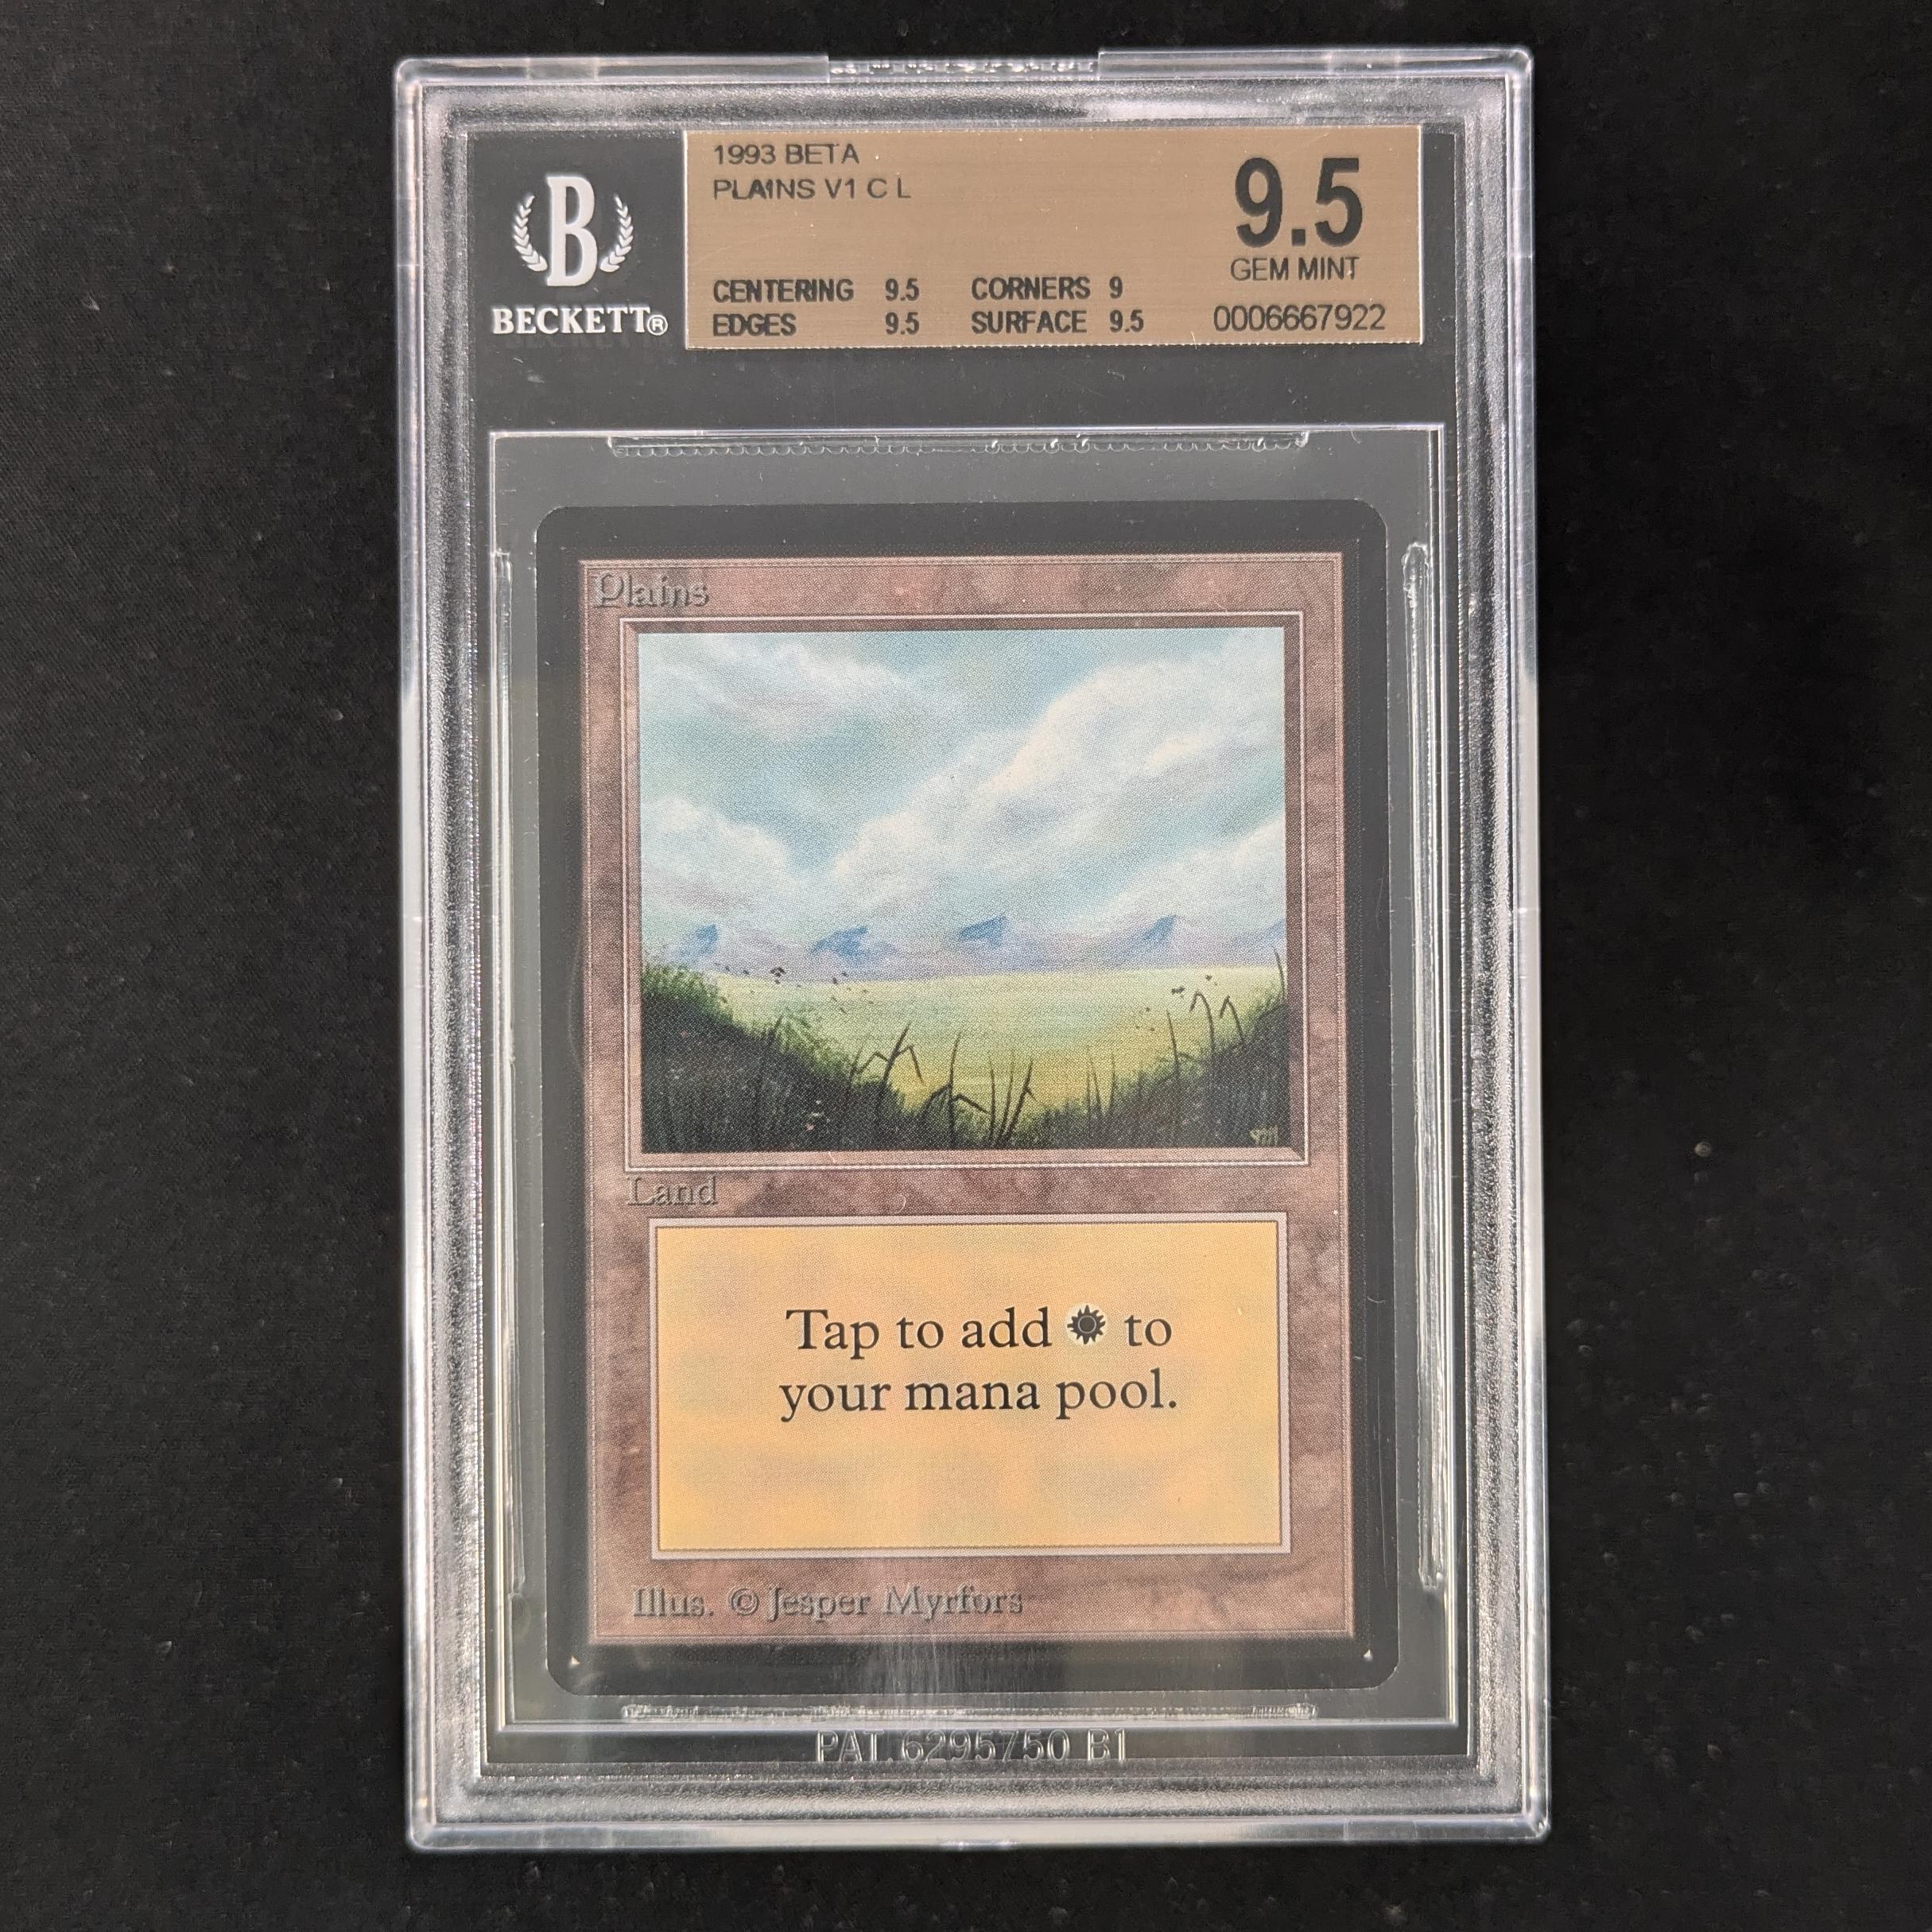 1993 BETA
PLAINS V1 C L
9.5
GEM MINT
CENTERING 9.5 CORNERS 9
EDGES 9.5 SURFACE 9.5
0006667922
B
BECKETT®
Plains
JMM
Land
Tap to add to
your mana pool.
Illus. © Jesper Myrfors
PAT. 6295750 B1